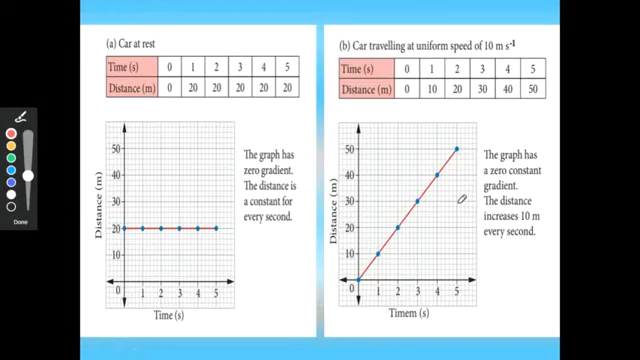 (a) Car at rest
Time (s) 0 1 2 3 4 5
Distance (m) 0 20 20 20 20 20
50
40
30
20
10
0
1 2 3 4 5
Distance (m)
Time (s)
The graph has
zero gradient.
The distance is
a constant for
every second.
(b) Car travelling at uniform speed of 10 m s⁻¹
Time (s) 0 1 2 3 4 5
Distance (m) 0 10 20 30 40 50
50
40
30
20
10
0
1 2 3 4 5
Distance (m)
Timem (s)
The graph has
a zero constant
gradient.
The distance
increases 10 m
every second.
Done